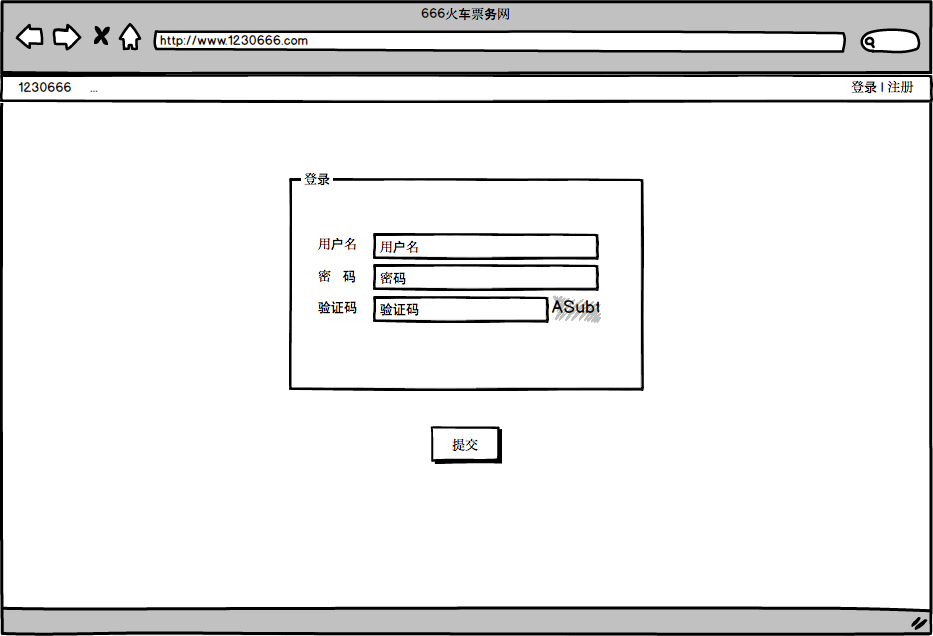 666火车票务网
http://www.1230666.com
1230666 ... 登录 | 注册
登录
用户名 用户名
密 码 密码
验证码 验证码 ASubt
提交